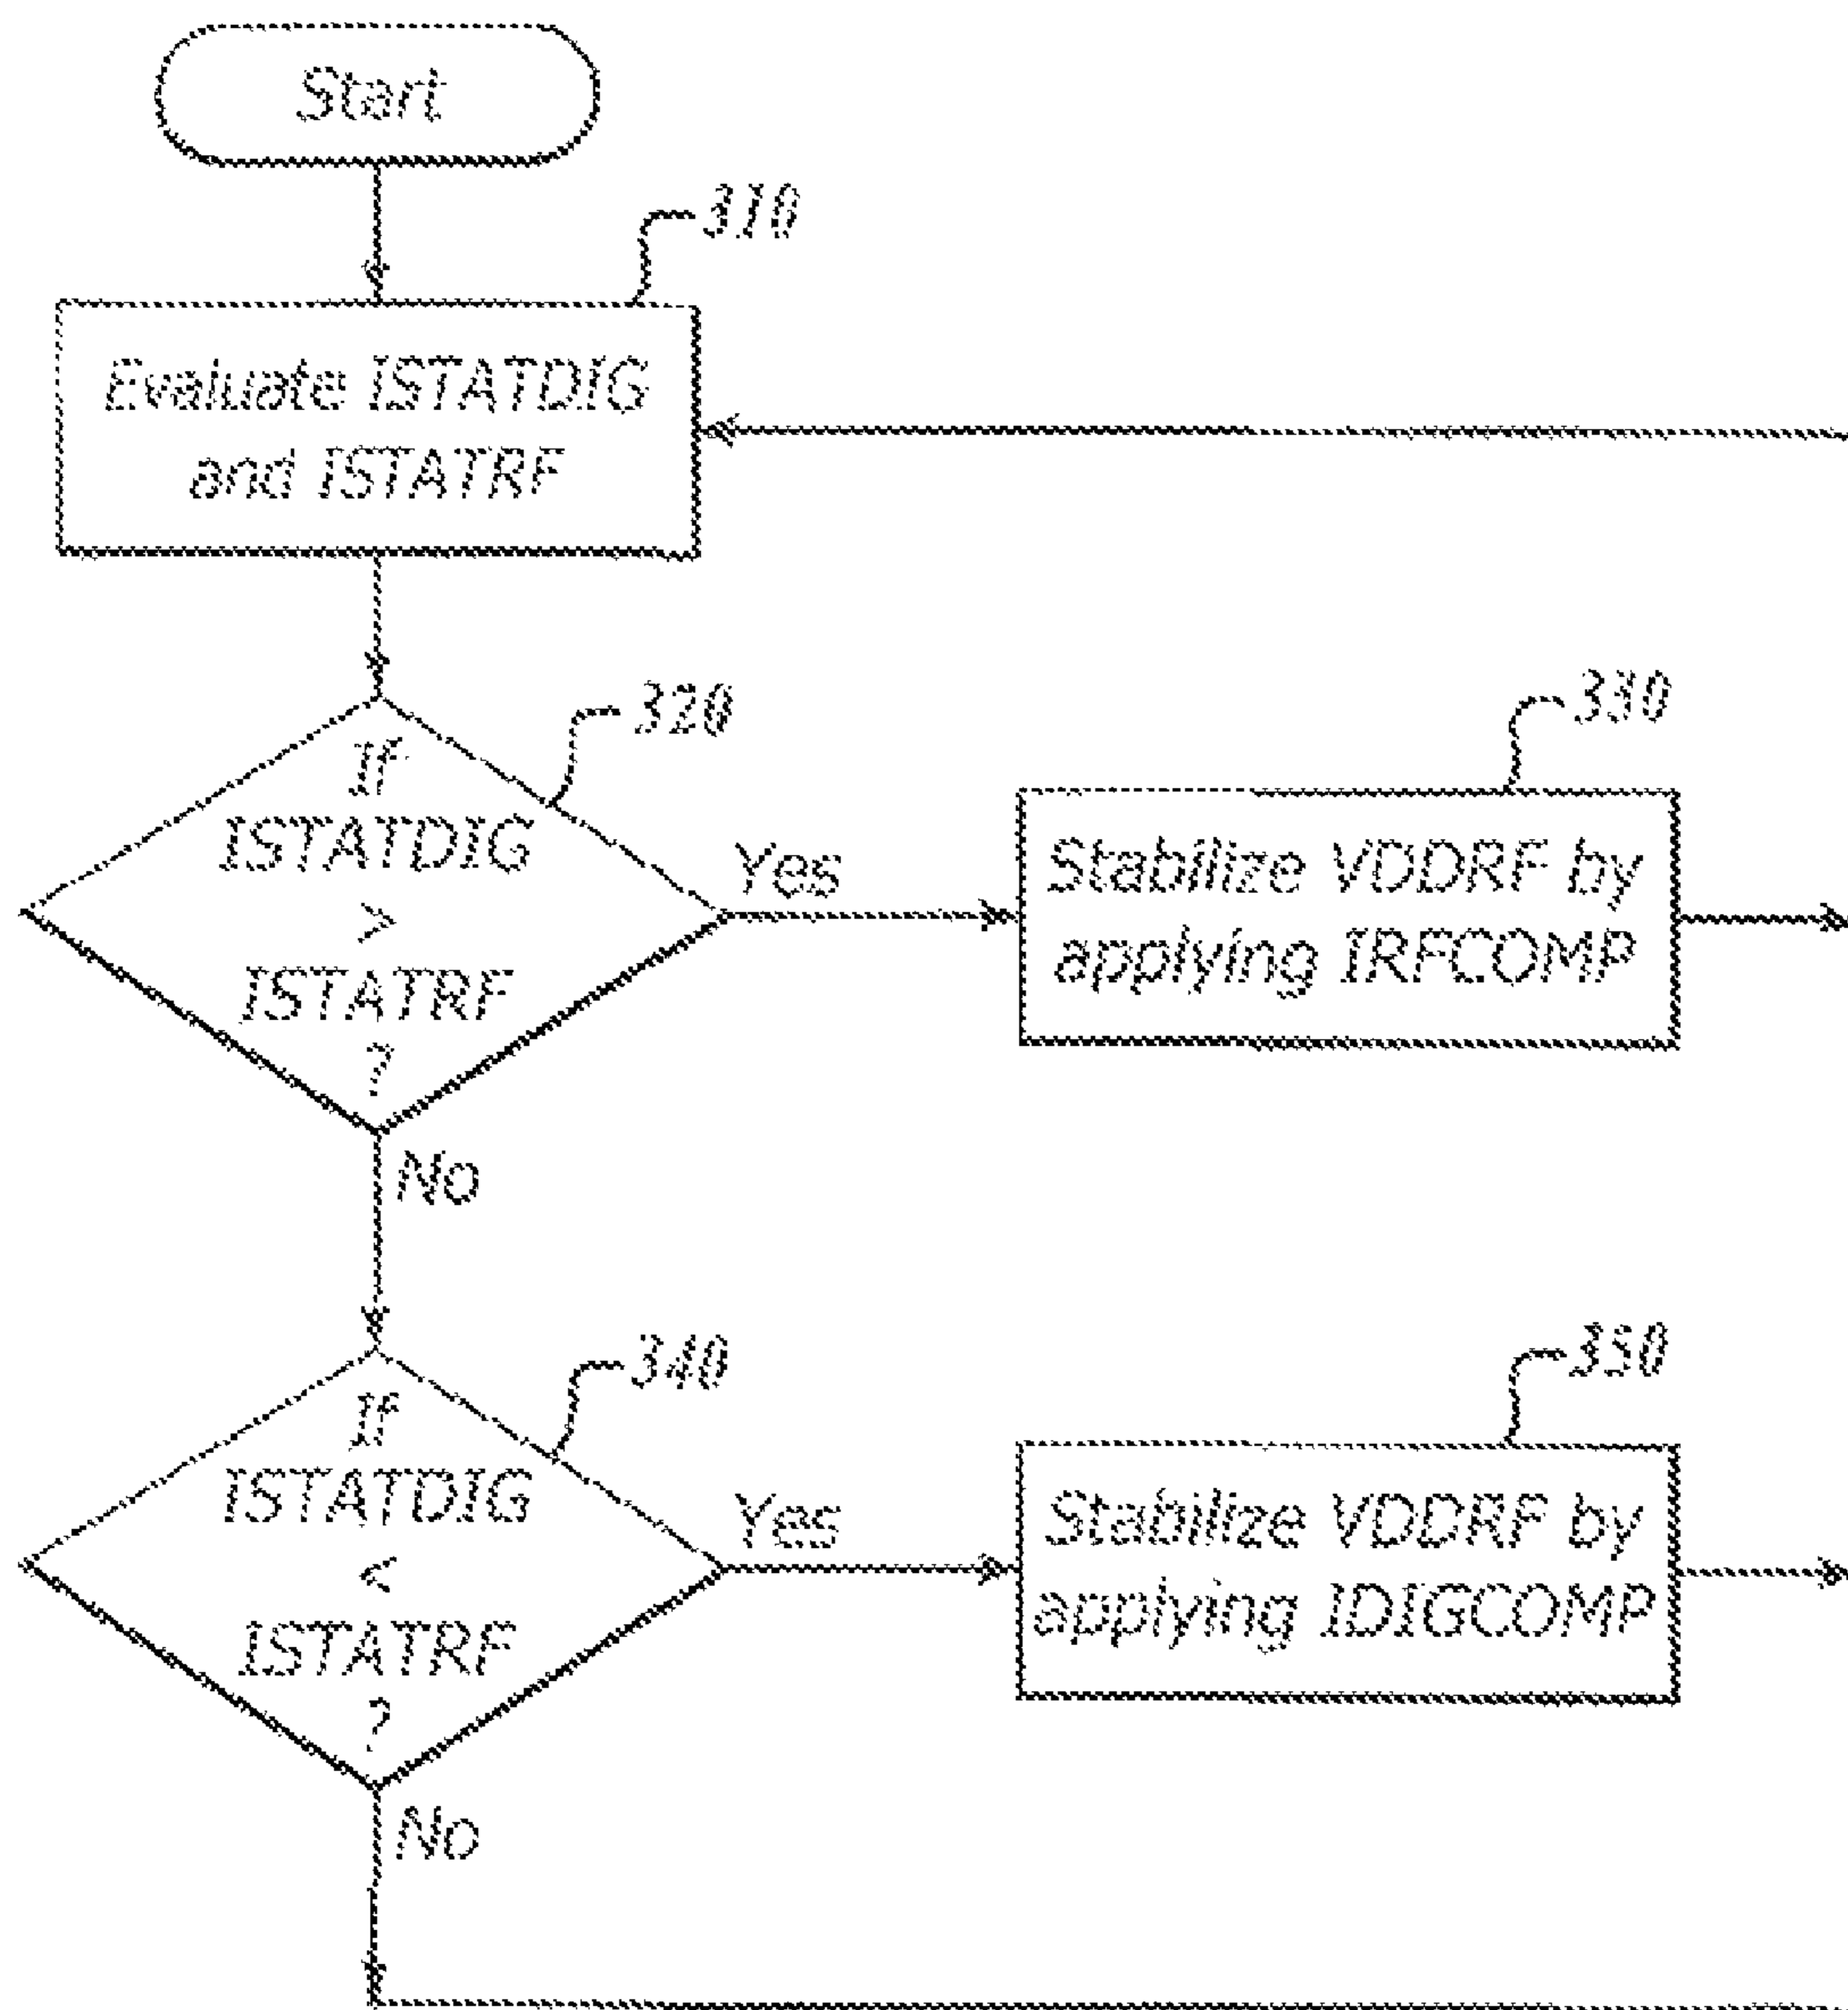 Start
310
Evaluate ISTATDIG
and ISTATRF
320
If
ISTATDIG
>
ISTATRF
?
Yes
330
Stabilize VDDRF by
applying IRFCOMP
No
340
If
ISTATDIG
<
ISTATRF
?
Yes
350
Stabilize VDDRF by
applying IDIGCOMP
No